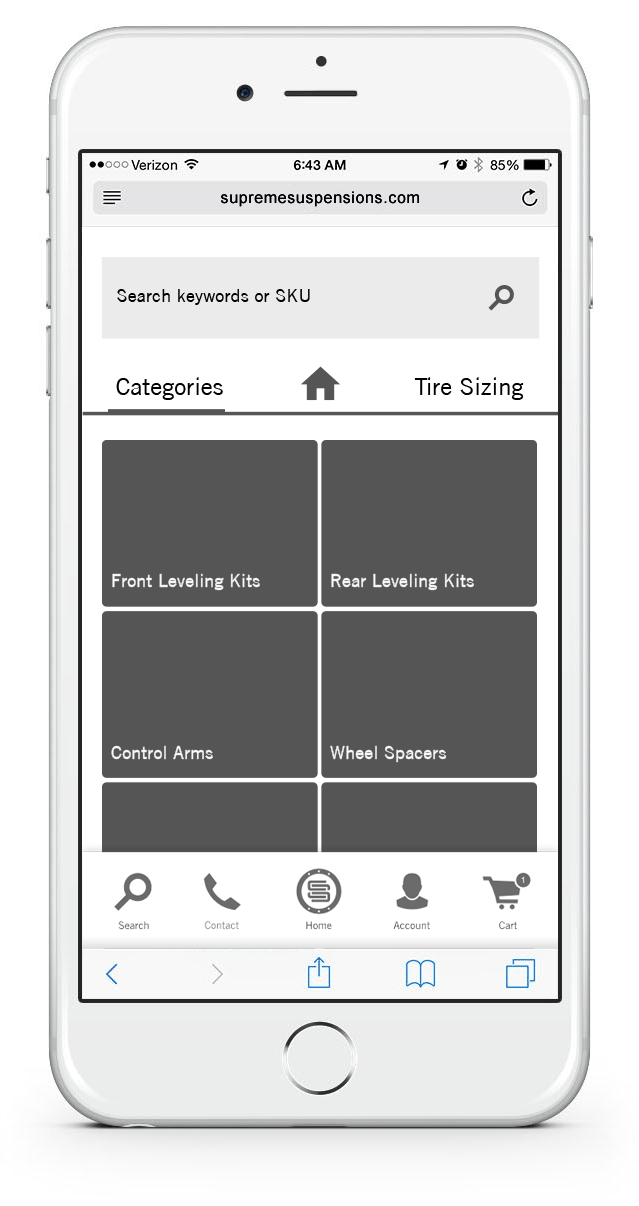 Verizon 6:43 AM 85%
supremesuspensions.com
Search keywords or SKU
Categories Tire Sizing
Front Leveling Kits Rear Leveling Kits
Control Arms Wheel Spacers
1
Search Contact Home Account Cart